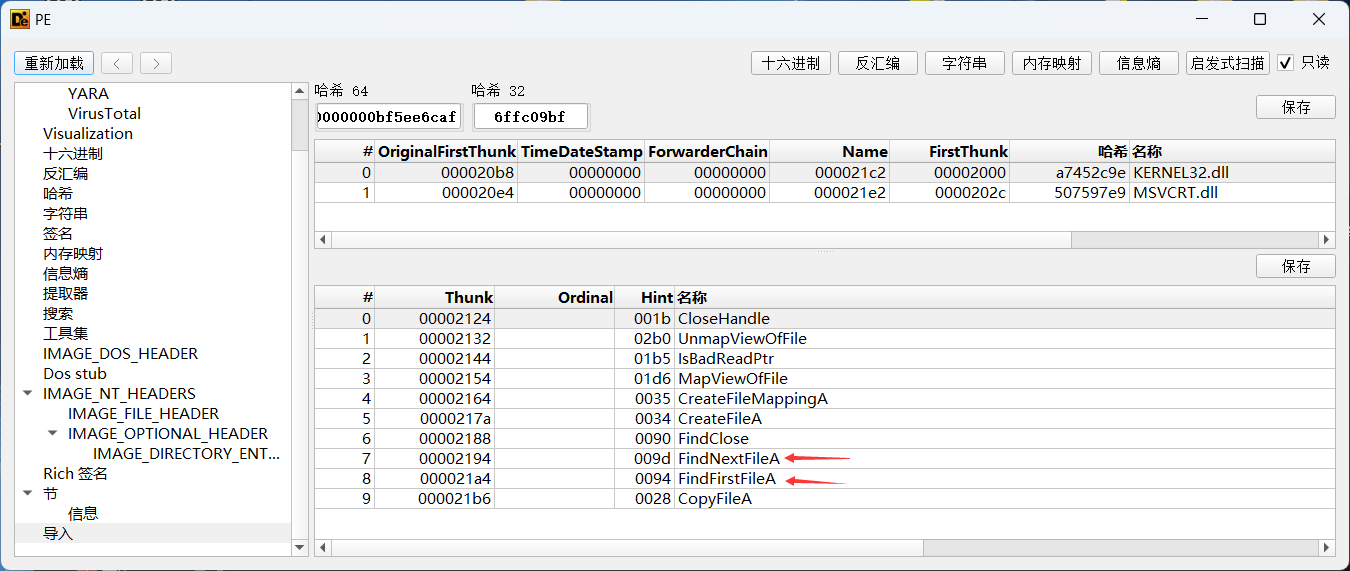 PE
重新加载 < > 十六进制 反汇编 字符串 内存映射 信息熵 启发式扫描 只读
YARA
VirusTotal
Visualization
十六进制
反汇编
哈希
字符串
签名
内存映射
信息熵
提取器
搜索
工具集
IMAGE_DOS_HEADER
Dos stub
IMAGE_NT_HEADERS
IMAGE_FILE_HEADER
IMAGE_OPTIONAL_HEADER
IMAGE_DIRECTORY_ENT...
Rich 签名
节
信息
导入
哈希 64 哈希 32
0000000bf5ee6caf 6ffc09bf 保存
# OriginalFirstThunk TimeDateStamp ForwarderChain Name FirstThunk 哈希 名称
0 000020b8 00000000 00000000 000021c2 00002000 a7452c9e KERNEL32.dll
1 000020e4 00000000 00000000 000021e2 0000202c 507597e9 MSVCRT.dll
保存
# Thunk Ordinal Hint 名称
0 00002124 001b CloseHandle
1 00002132 02b0 UnmapViewOfFile
2 00002144 01b5 IsBadReadPtr
3 00002154 01d6 MapViewOfFile
4 00002164 0035 CreateFileMappingA
5 0000217a 0034 CreateFileA
6 00002188 0090 FindClose
7 00002194 009d FindNextFileA
8 000021a4 0094 FindFirstFileA
9 000021b6 0028 CopyFileA